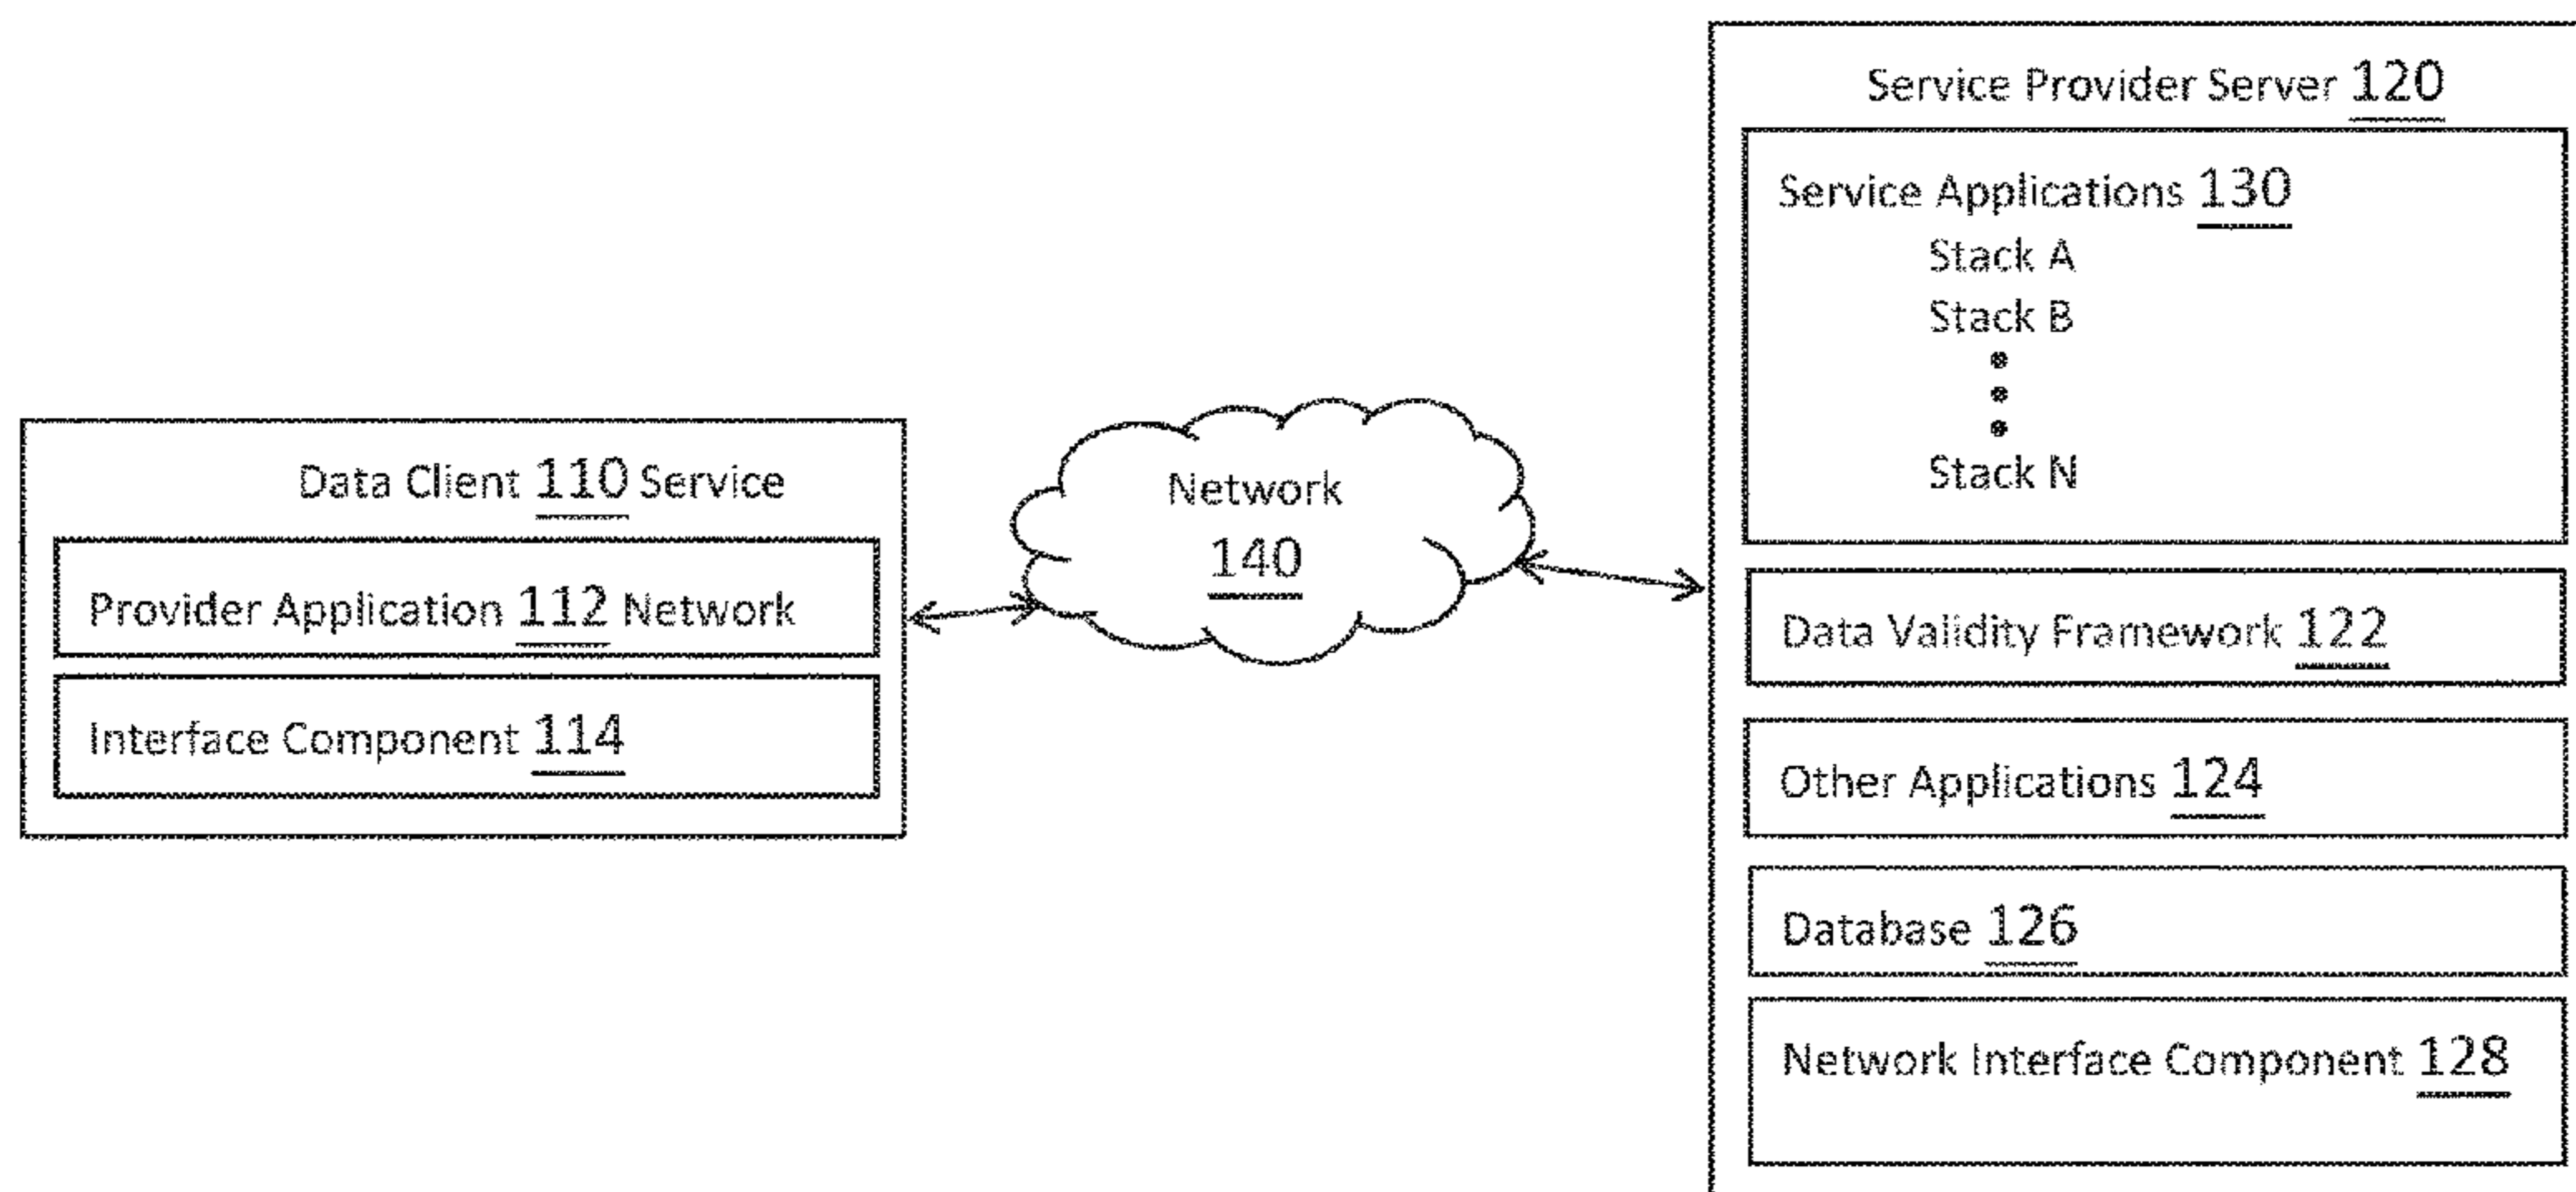 Data Client 110 Service
Provider Application 112 Network
Interface Component 114
Network
140
Service Provider Server 120
Service Applications 130
Stack A
Stack B
Stack N
Data Validity Framework 122
Other Applications 124
Database 126
Network Interface Component 128